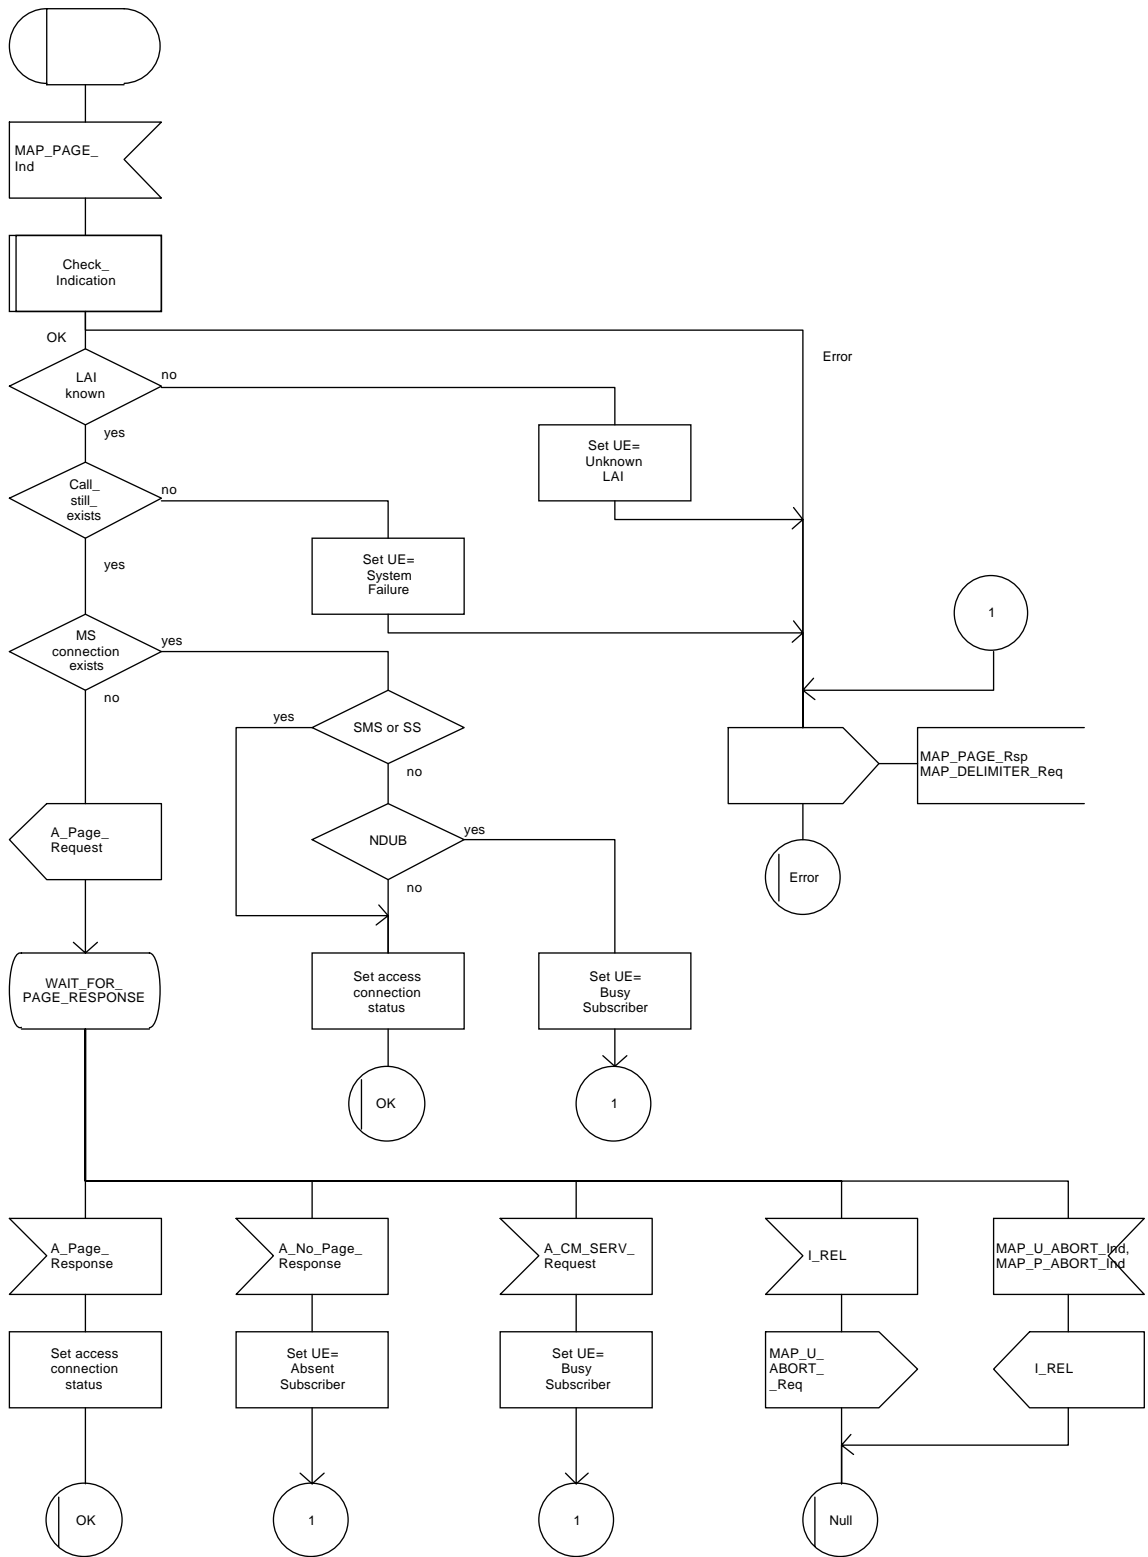 MAP_PAGE_
Ind
Check_
Indication
OK
Error
LAI
known
no
yes
Set UE=
Unknown
LAI
Call_
still_
exists
no
yes
Set UE=
System
Failure
1
MS
connection
exists
yes
no
yes
SMS or SS
no
MAP_PAGE_Rsp
MAP_DELIMITER_Req
A_Page_
Request
NDUB
yes
no
Error
WAIT_FOR_
PAGE_RESPONSE
Set access
connection
status
Set UE=
Busy
Subscriber
OK
1
A_Page_
Response
A_No_Page_
Response
A_CM_SERV_
Request
I_REL
MAP_U_ABORT_Ind,
MAP_P_ABORT_Ind
Set access
connection
status
Set UE=
Absent
Subscriber
Set UE=
Busy
Subscriber
MAP_U_
ABORT_
_Req
I_REL
OK
1
1
Null